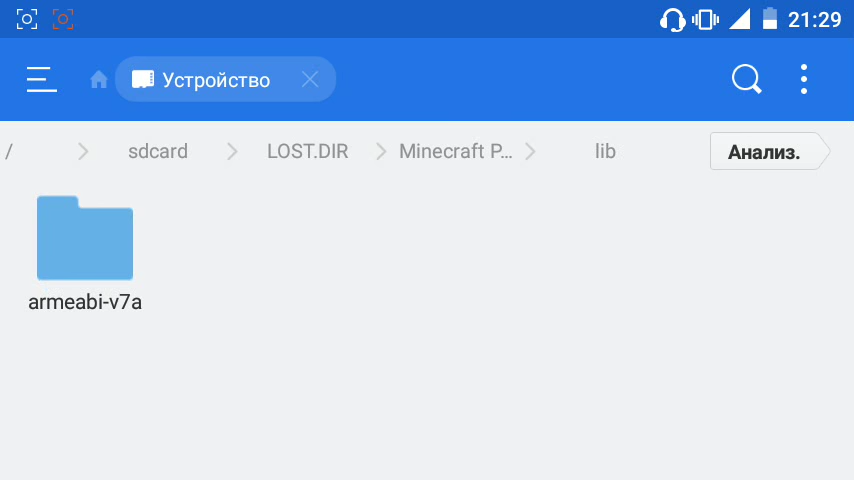 21:29
Устройство
/ sdcard LOST.DIR Minecraft P... lib Анализ.
armeabi-v7a